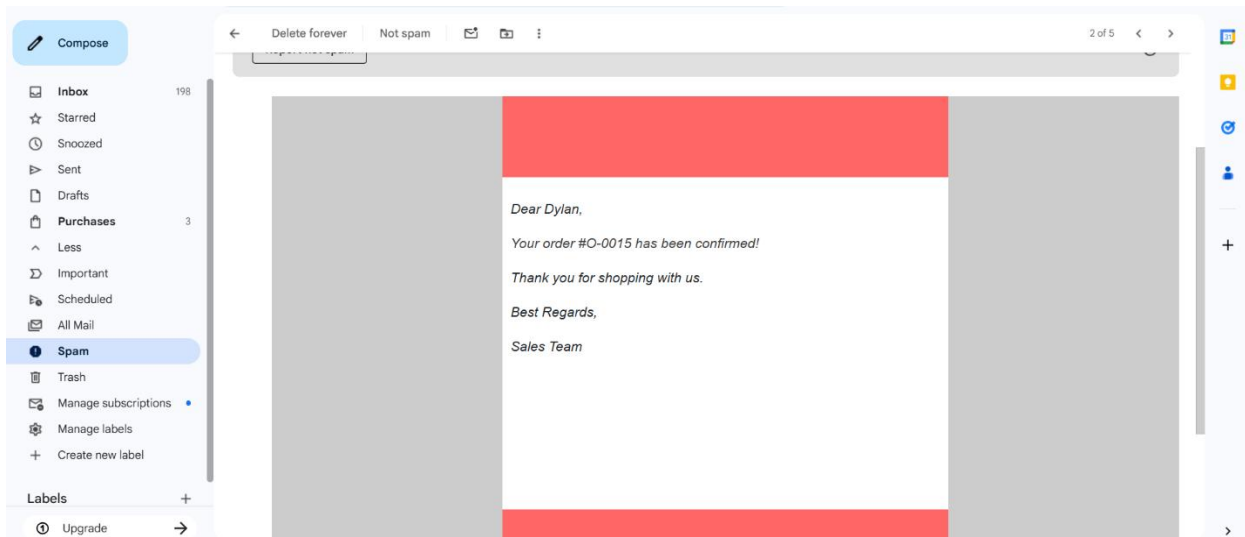 Compose
Delete forever
Not spam
2 of 5
Inbox 198
Starred
Snoozed
Sent
Drafts
Purchases 3
Less
Important
Scheduled
All Mail
Spam
Trash
Manage subscriptions
Manage labels
Create new label
Labels
Upgrade
31
Dear Dylan,
Your order #O-0015 has been confirmed!
Thank you for shopping with us.
Best Regards,
Sales Team